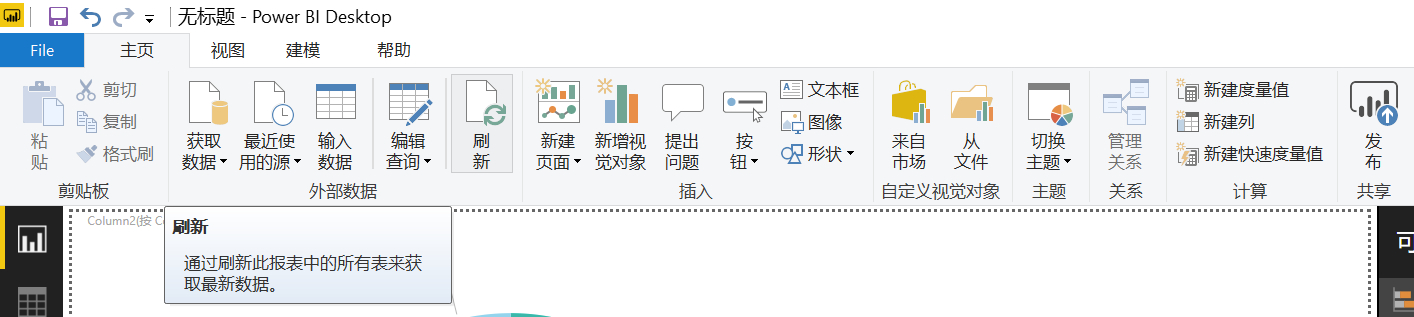 无标题 - Power BI Desktop
File 主页 视图 建模 帮助
粘贴
剪切
复制
格式刷
剪贴板
获取数据
最近使用的源
输入数据
编辑查询
刷新
外部数据
新建页面
新增视觉对象
提出问题
按钮
文本框
图像
形状
插入
来自市场
从文件
自定义视觉对象
切换主题
主题
管理关系
关系
新建度量值
新建列
新建快速度量值
计算
发布
共享
Column2(按 C
刷新
通过刷新此报表中的所有表来获
取最新数据。